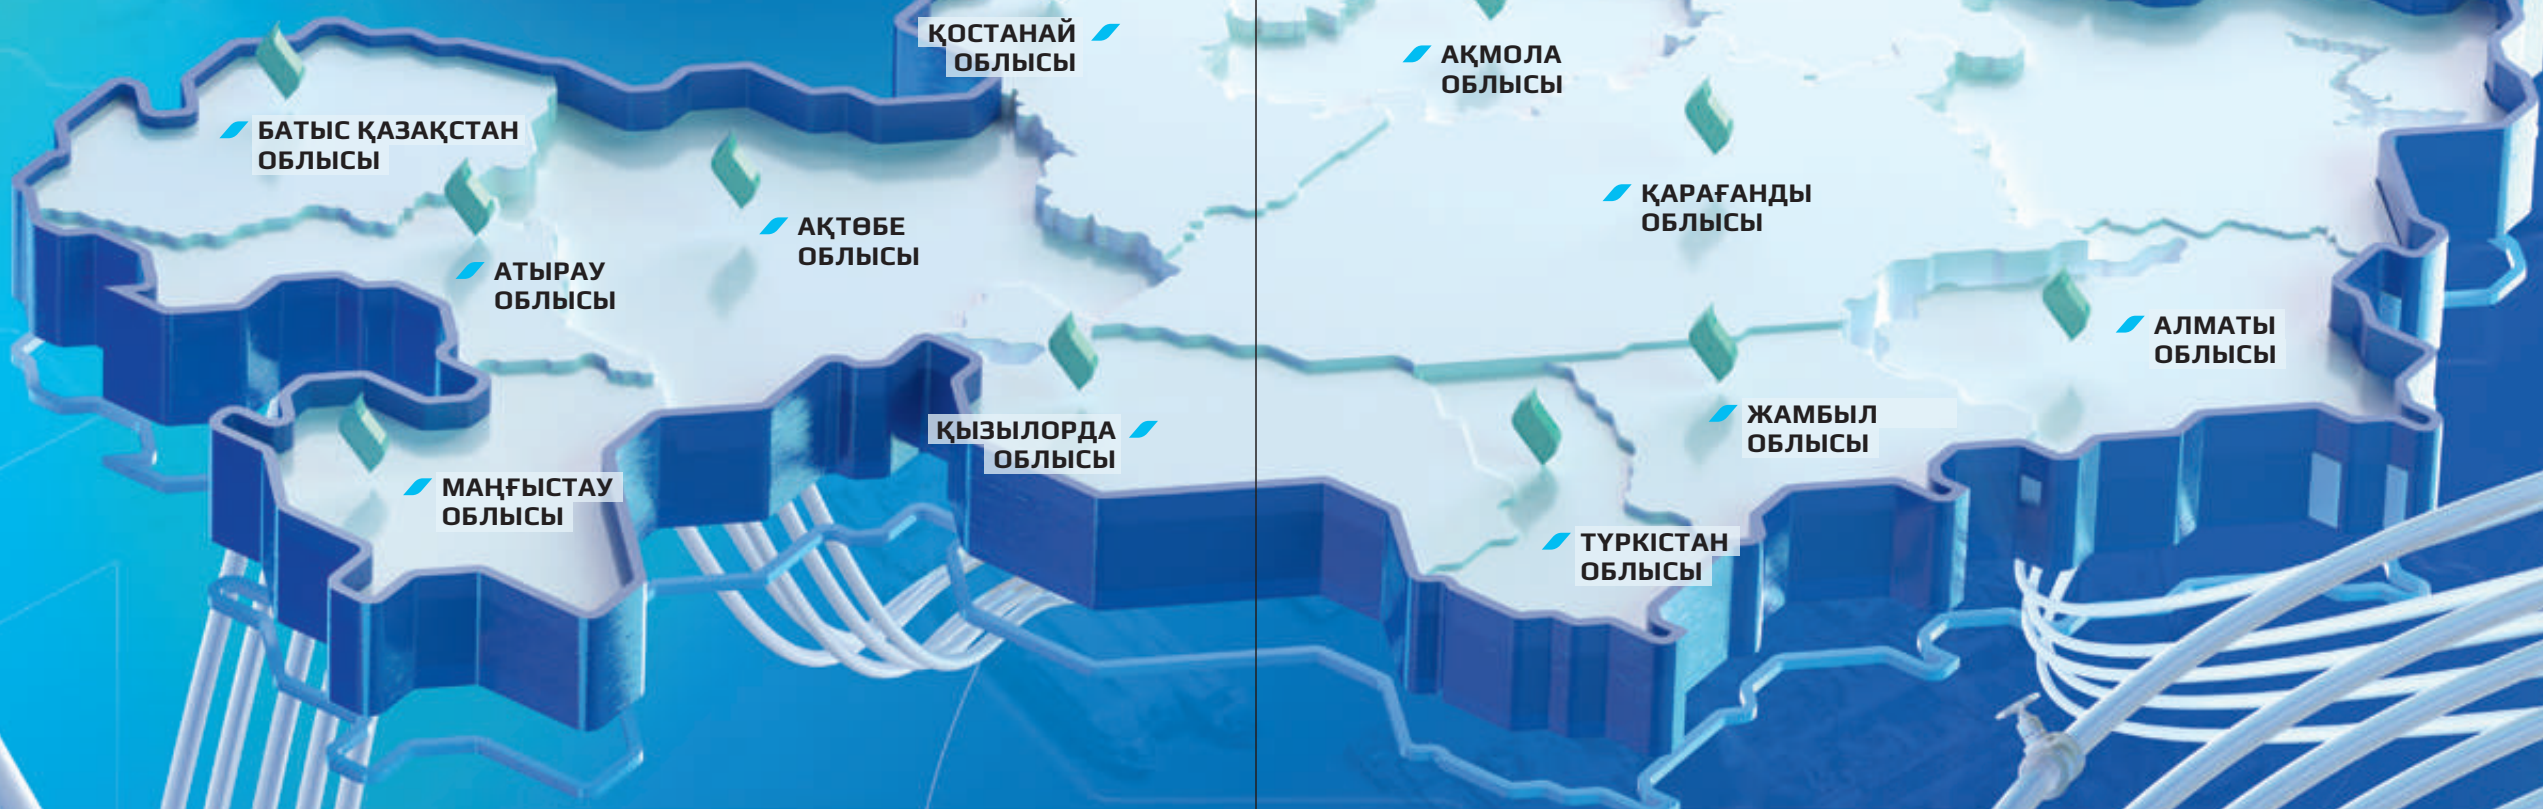 ҚОСТАНАЙ
ОБЛЫСЫ
АҚМОЛА
ОБЛЫСЫ
БАТЫС ҚАЗАҚСТАН
ОБЛЫСЫ
ҚАРАҒАНДЫ
ОБЛЫСЫ
АҚТӨБЕ
ОБЛЫСЫ
АТЫРАУ
ОБЛЫСЫ
АЛМАТЫ
ОБЛЫСЫ
ЖАМБЫЛ
ОБЛЫСЫ
ҚЫЗЫЛОРДА
ОБЛЫСЫ
МАҢҒЫСТАУ
ОБЛЫСЫ
ТҮРКІСТАН
ОБЛЫСЫ